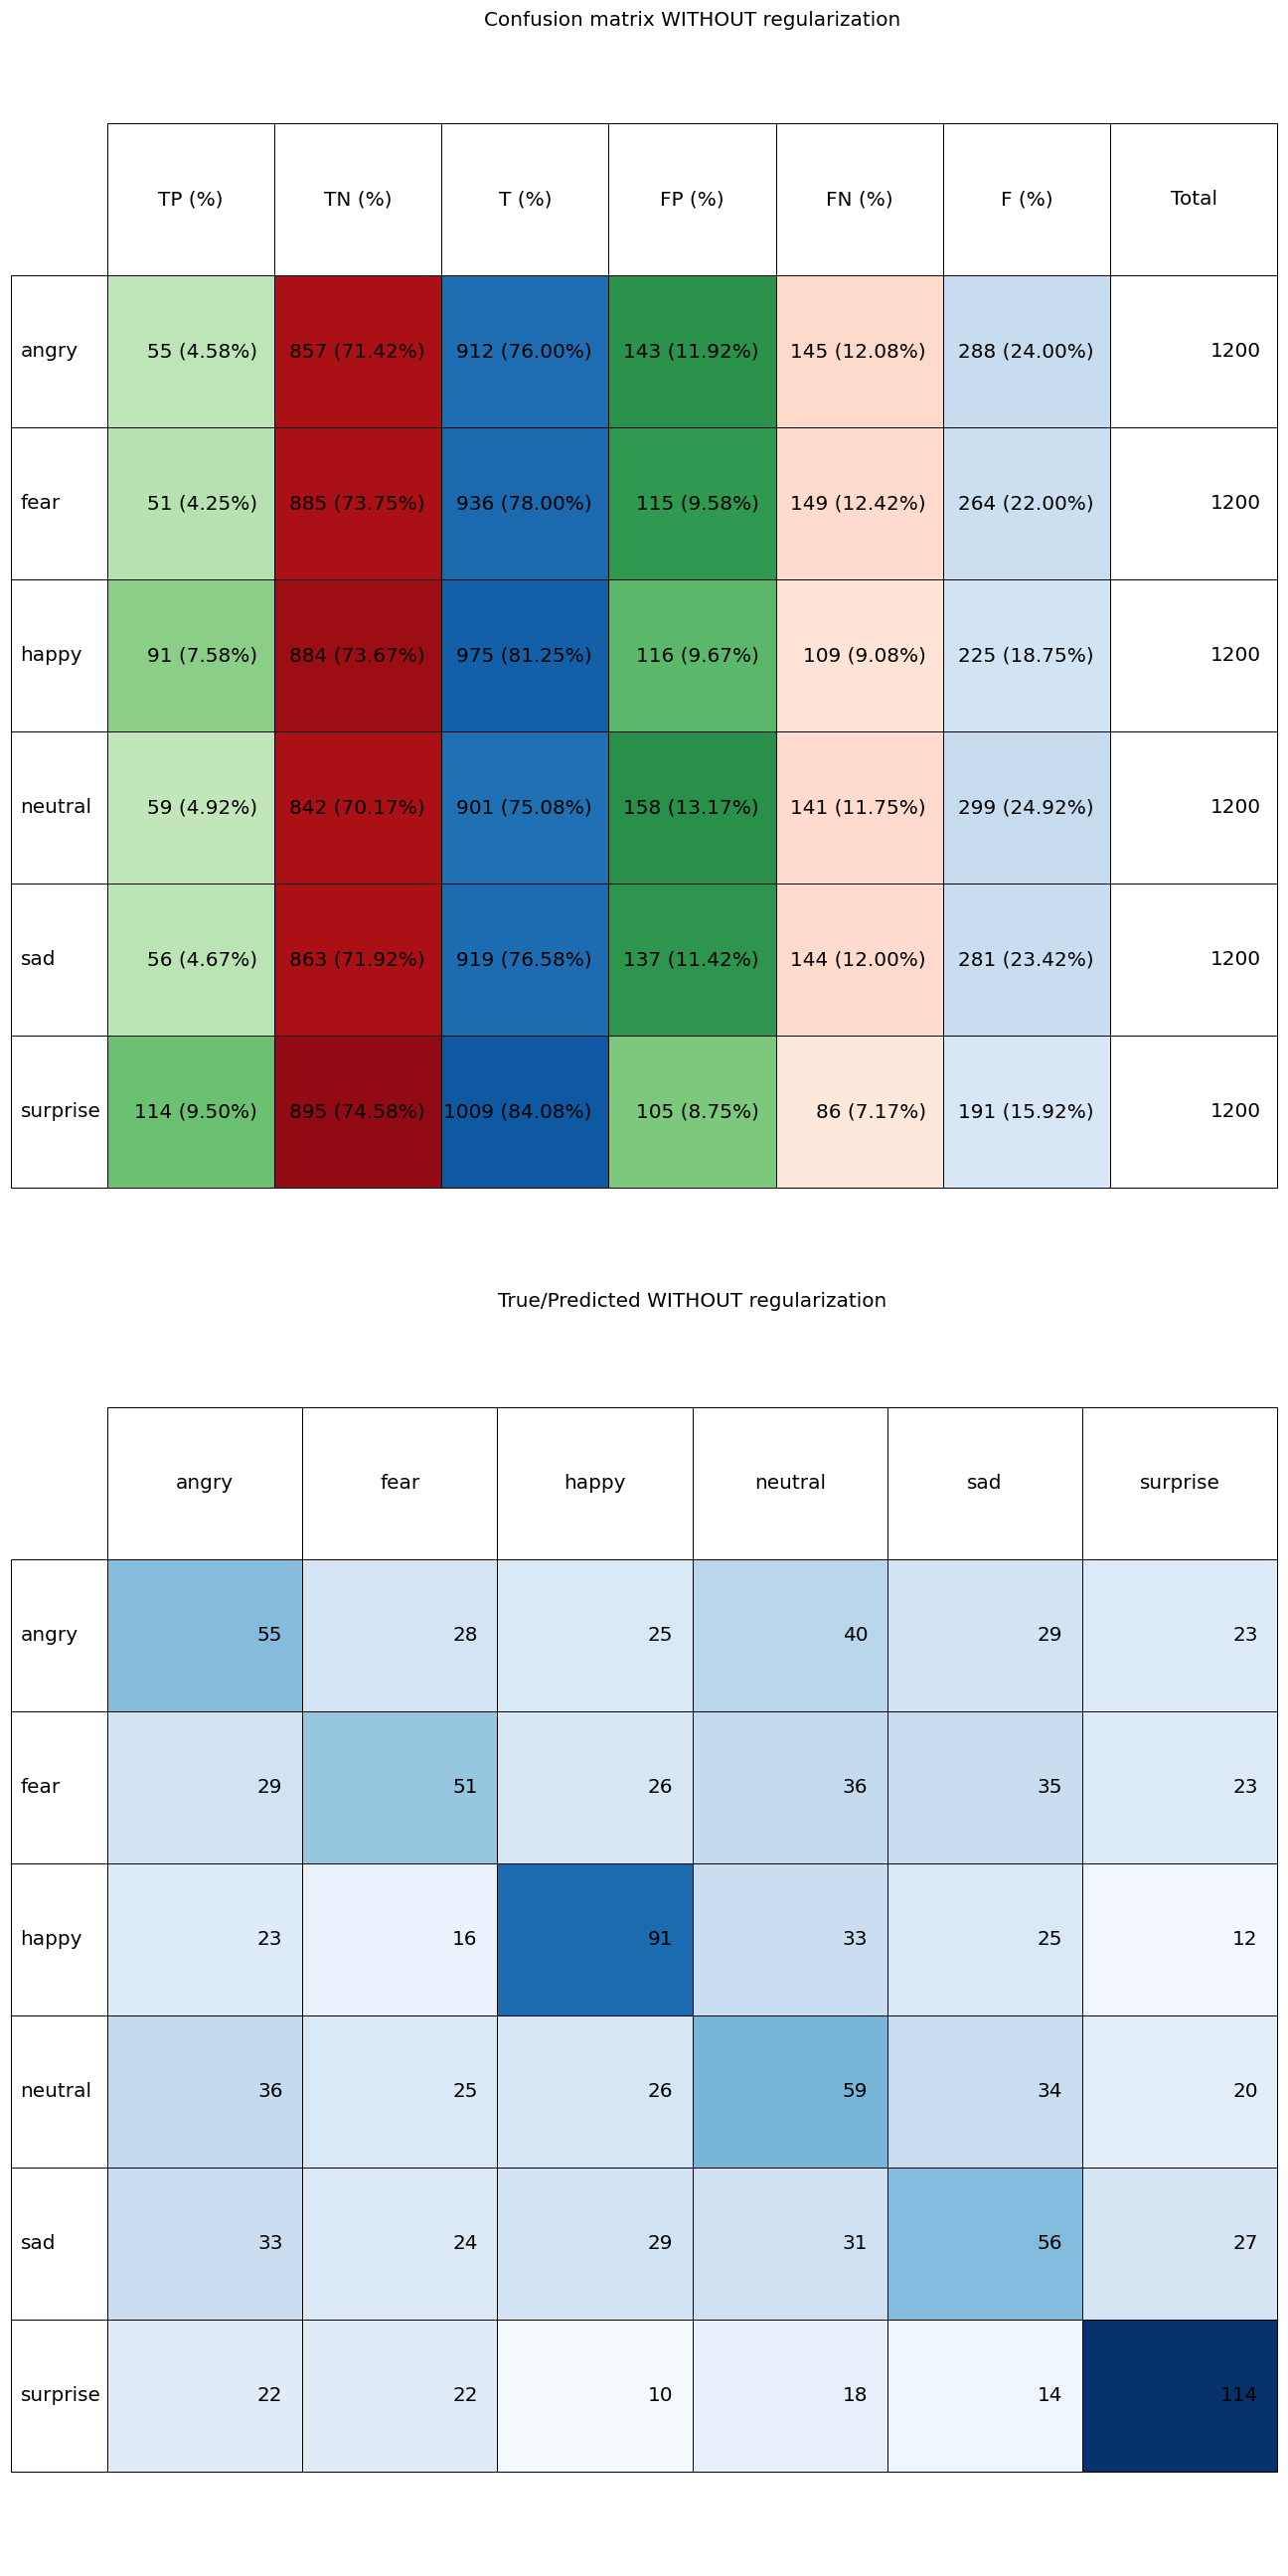 Confusion matrix WITHOUT regularization
TP (%) TN (%) T (%) FP (%) FN (%) F (%) Total
angry 55 (4.58%) 857 (71.42%) 912 (76.00%) 143 (11.92%) 145 (12.08%) 288 (24.00%) 1200
fear 51 (4.25%) 885 (73.75%) 936 (78.00%) 115 (9.58%) 149 (12.42%) 264 (22.00%) 1200
happy 91 (7.58%) 884 (73.67%) 975 (81.25%) 116 (9.67%) 109 (9.08%) 225 (18.75%) 1200
neutral 59 (4.92%) 842 (70.17%) 901 (75.08%) 158 (13.17%) 141 (11.75%) 299 (24.92%) 1200
sad 56 (4.67%) 863 (71.92%) 919 (76.58%) 137 (11.42%) 144 (12.00%) 281 (23.42%) 1200
surprise 114 (9.50%) 895 (74.58%) 1009 (84.08%) 105 (8.75%) 86 (7.17%) 191 (15.92%) 1200
True/Predicted WITHOUT regularization
angry fear happy neutral sad surprise
angry 55 28 25 40 29 23
fear 29 51 26 36 35 23
happy 23 16 91 33 25 12
neutral 36 25 26 59 34 20
sad 33 24 29 31 56 27
surprise 22 22 10 18 14 114